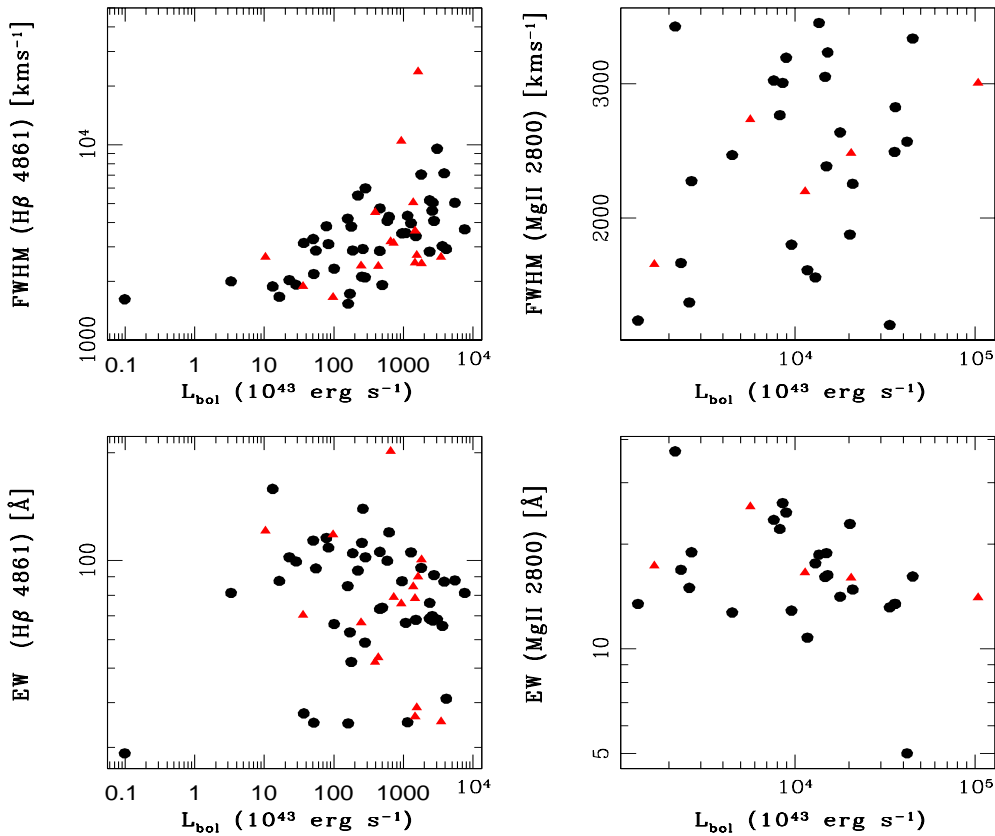 FWHM (Hβ 4861) [kms⁻¹]
10⁴
1000
0.1 1 10 100 1000 10⁴
L_bol (10⁴³ erg s⁻¹)
FWHM (MgII 2800) [kms⁻¹]
3000
2000
10⁴ 10⁵
L_bol (10⁴³ erg s⁻¹)
EW (Hβ 4861) [Å]
100
0.1 1 10 100 1000 10⁴
L_bol (10⁴³ erg s⁻¹)
EW (MgII 2800) [Å]
10
5
10⁴ 10⁵
L_bol (10⁴³ erg s⁻¹)